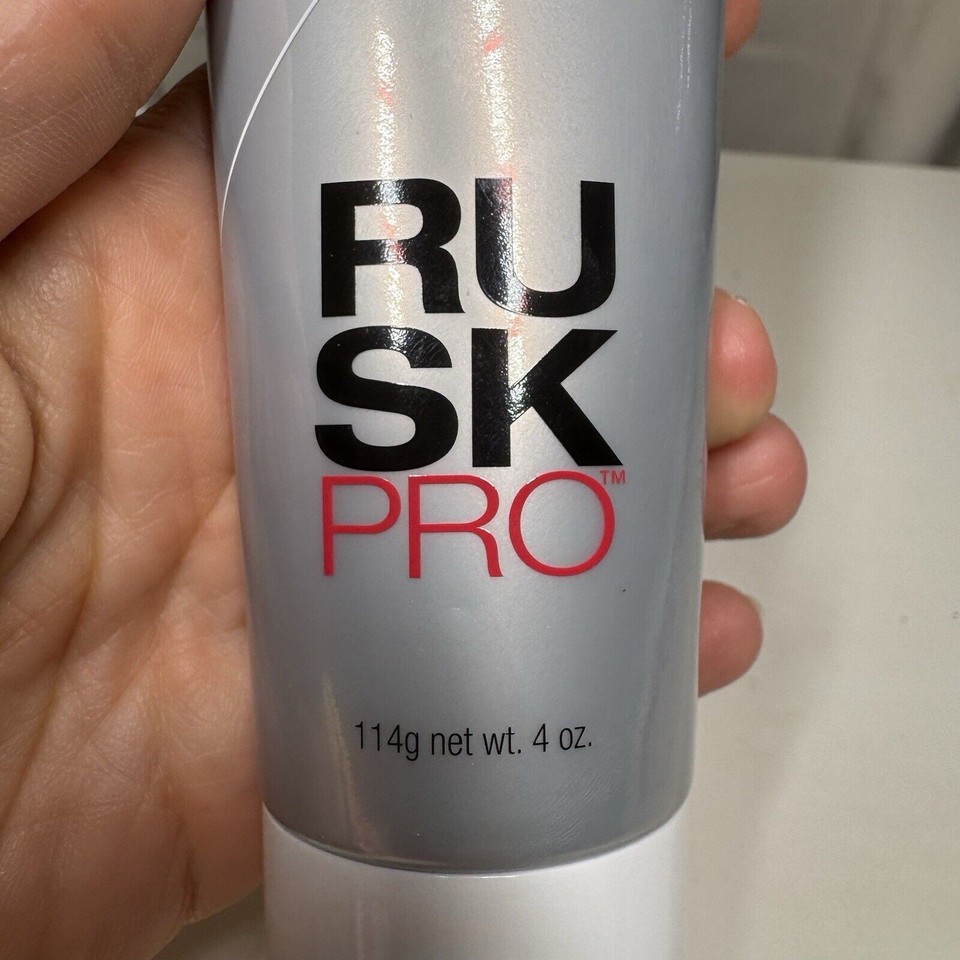 RU
SK
PRO™
114g net wt. 4 oz.